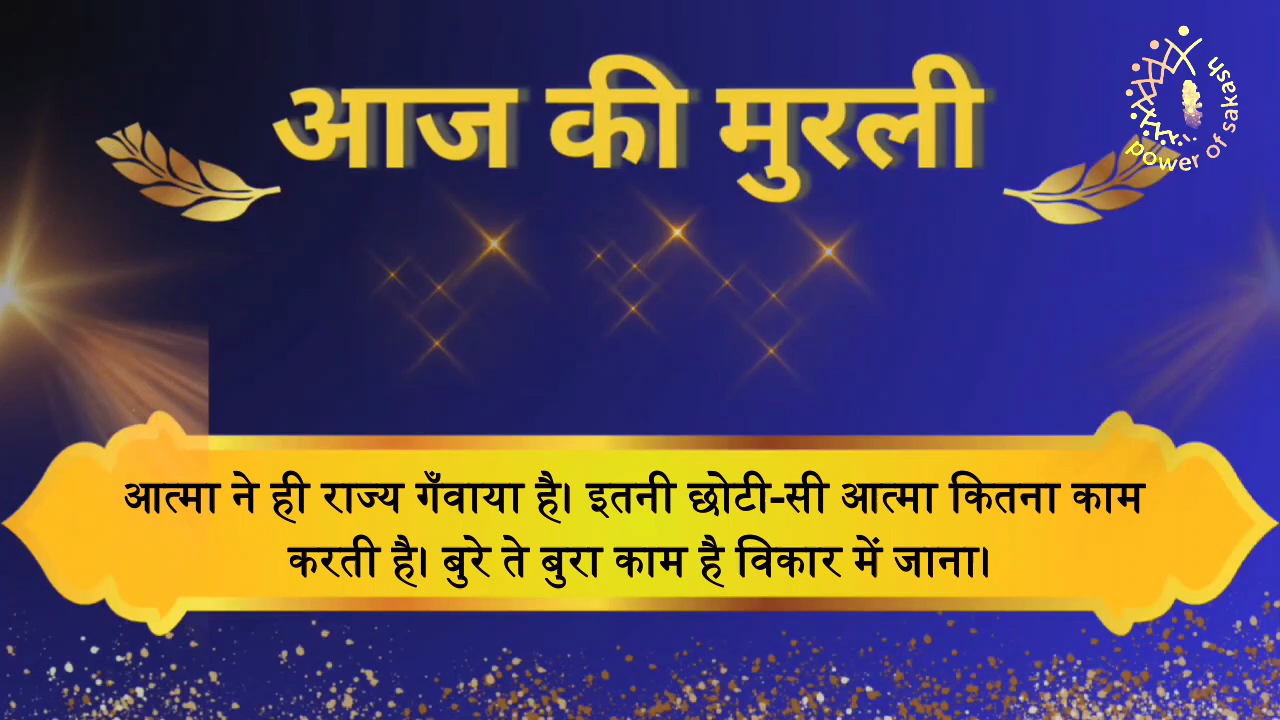 आज की मुरली
power of sakash
आत्मा ने ही राज्य गँवाया है। इतनी छोटी-सी आत्मा कितना काम
करती है। बुरे ते बुरा काम है विकार में जाना।